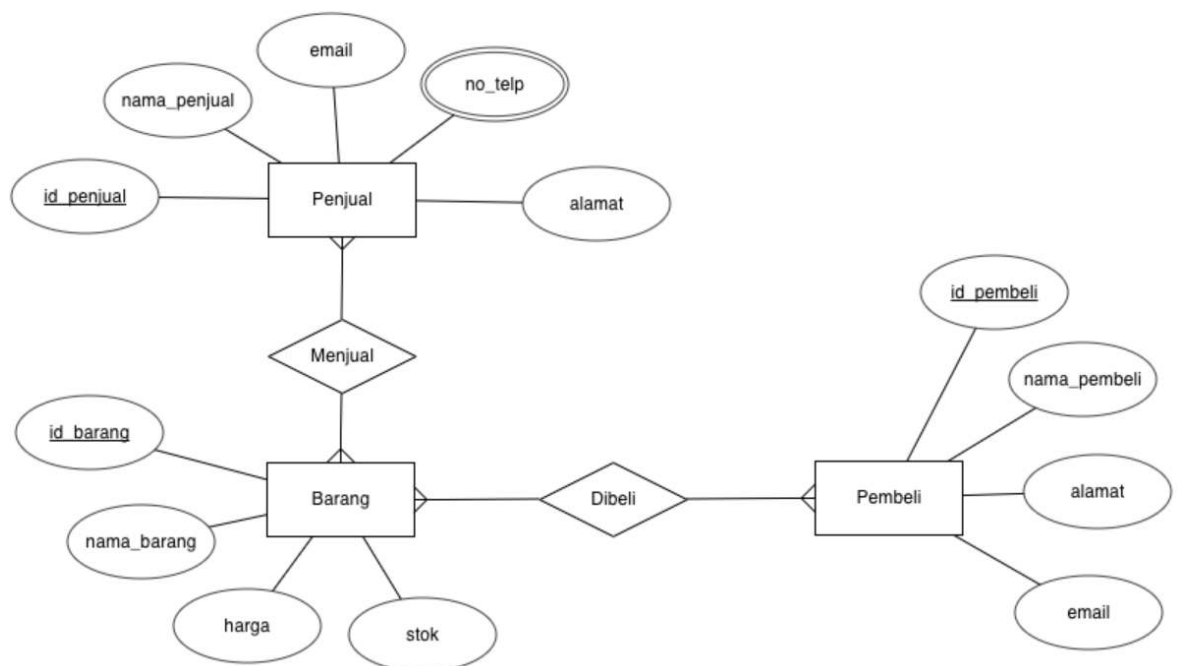 email
no_telp
nama_penjual
id_penjual
Penjual
alamat
Menjual
id_pembeli
nama_pembeli
id_barang
Barang
Dibeli
Pembeli
alamat
nama_barang
harga
stok
email